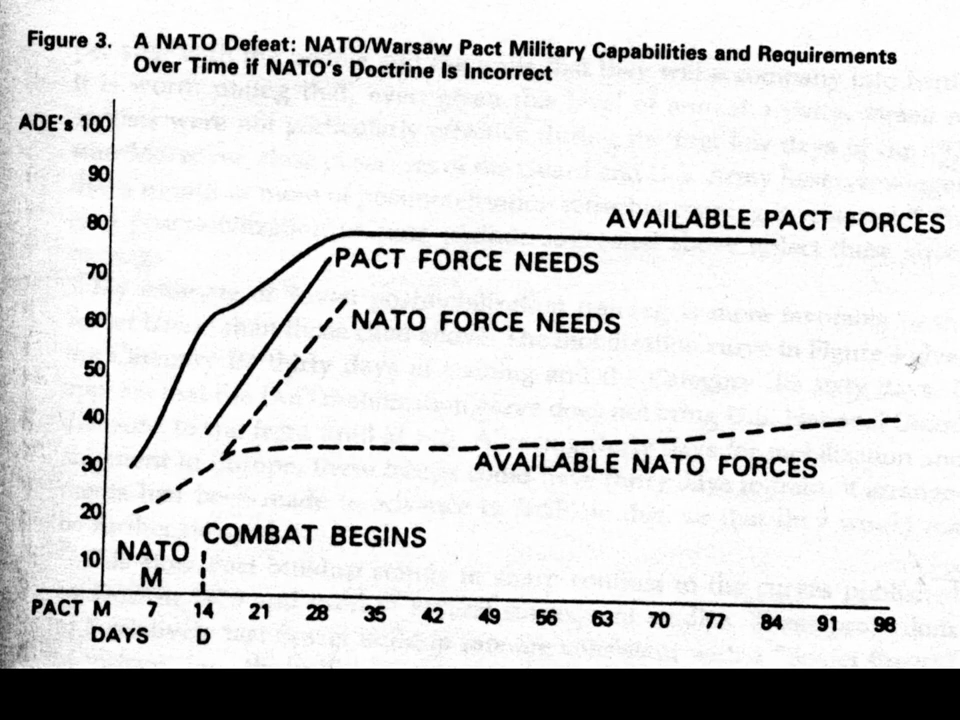 Figure 3. A NATO Defeat: NATO/Warsaw Pact Military Capabilities and Requirements
Over Time if NATO's Doctrine Is Incorrect
ADE's 100
90
80
70
60
50
40
30
20
10
AVAILABLE PACT FORCES
PACT FORCE NEEDS
NATO FORCE NEEDS
AVAILABLE NATO FORCES
COMBAT BEGINS
NATO
M
PACT M 7 14 21 28 35 42 49 56 63 70 77 84 91 98
DAYS D